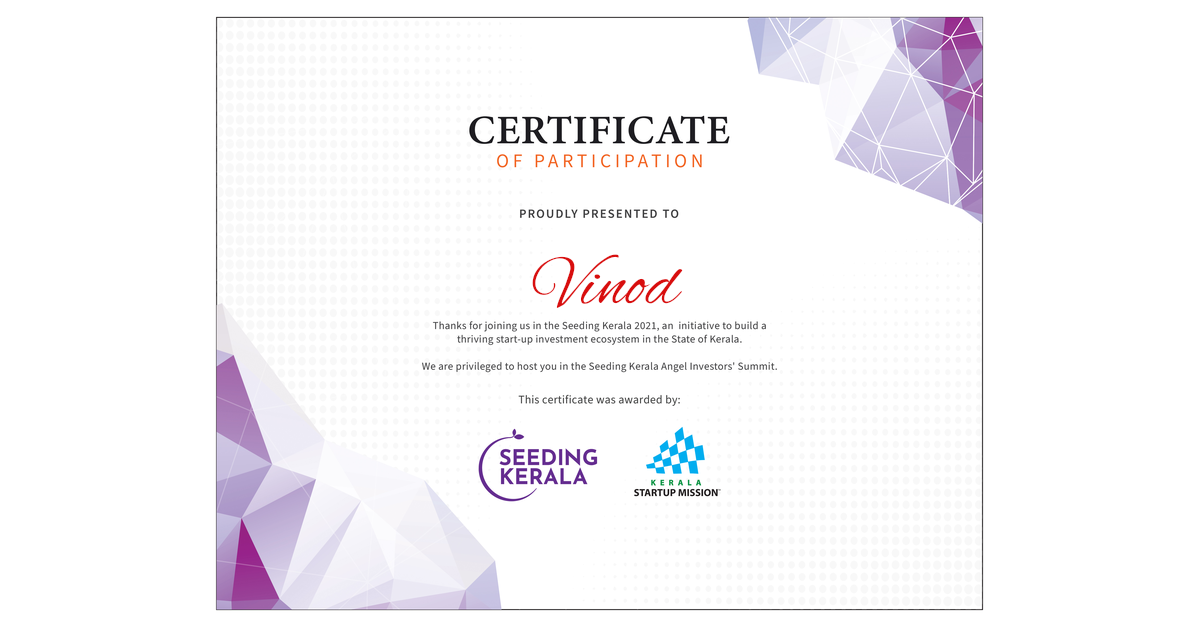 CERTIFICATE
OF PARTICIPATION
PROUDLY PRESENTED TO
Vinod
Thanks for joining us in the Seeding Kerala 2021, an initiative to build a
thriving start-up investment ecosystem in the State of Kerala.
We are privileged to host you in the Seeding Kerala Angel Investors' Summit.
This certificate was awarded by:
SEEDING
KERALA
KERALA
STARTUP MISSION